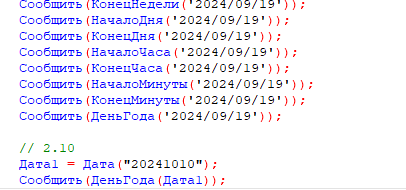 Сообщить(КонецНедели('2024/09/19'));
Сообщить(НачалоДня('2024/09/19'));
Сообщить(КонецДня('2024/09/19'));
Сообщить(НачалоЧаса('2024/09/19'));
Сообщить(КонецЧаса('2024/09/19'));
Сообщить(НачалоМинуты('2024/09/19'));
Сообщить(КонецМинуты('2024/09/19'));
Сообщить(ДеньГода('2024/09/19'));
// 2.10
Дата1 = Дата("20241010");
Сообщить(ДеньГода(Дата1));